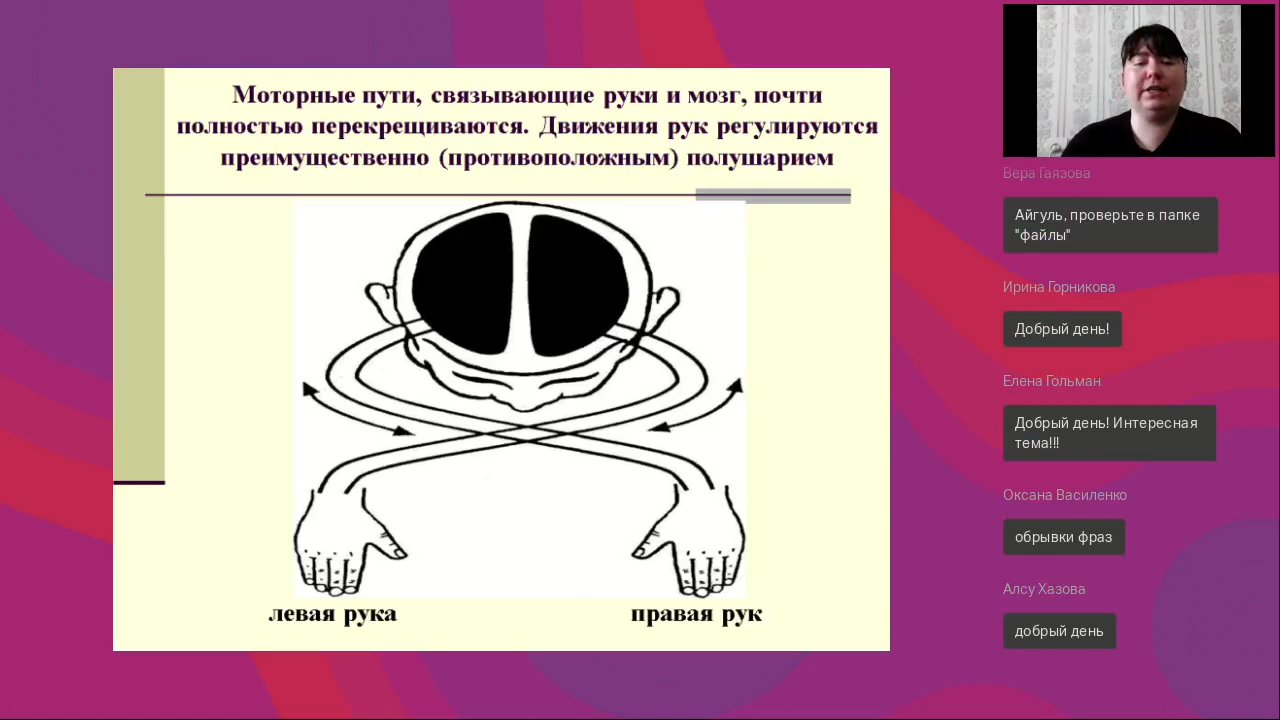 Моторные пути, связывающие руки и мозг, почти
полностью перекрещиваются. Движения рук регулируются
преимущественно (противоположным) полушарием
левая рука
правая рук
Вера Гаязова
Айгуль, проверьте в папке
"файлы"
Ирина Горникова
Добрый день!
Елена Гольман
Добрый день! Интересная
тема!!!
Оксана Василенко
обрывки фраз
Алсу Хазова
добрый день